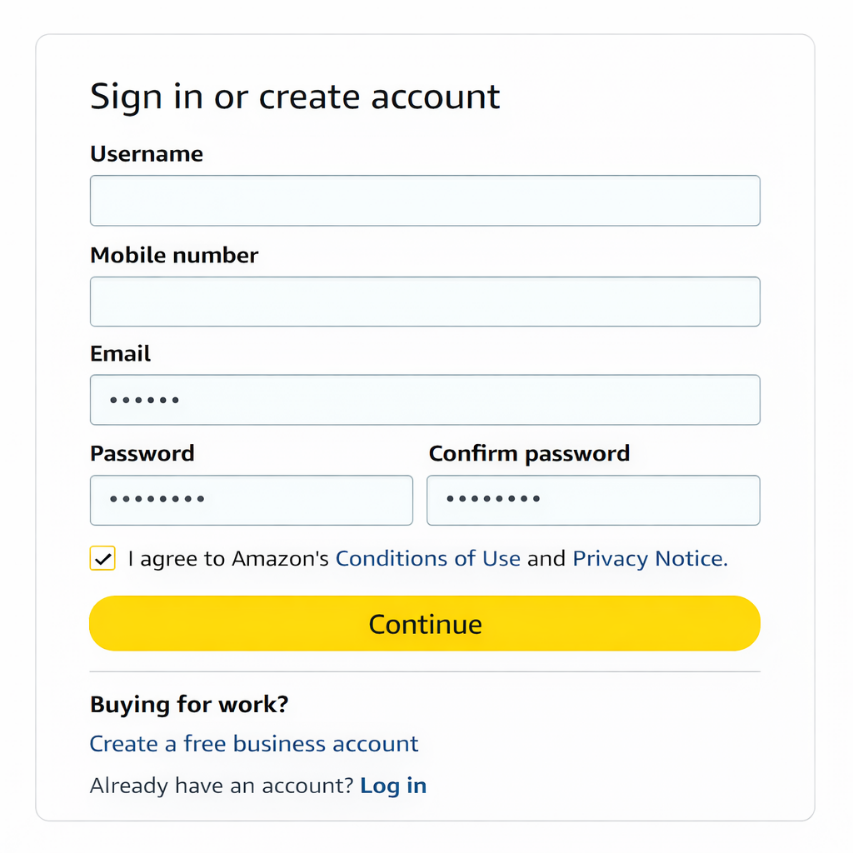 Sign in or create account
Username
Mobile number
Email
••••••
Password Confirm password
•••••••• ••••••••
I agree to Amazon's Conditions of Use and Privacy Notice.
Continue
Buying for work?
Create a free business account
Already have an account? Log in